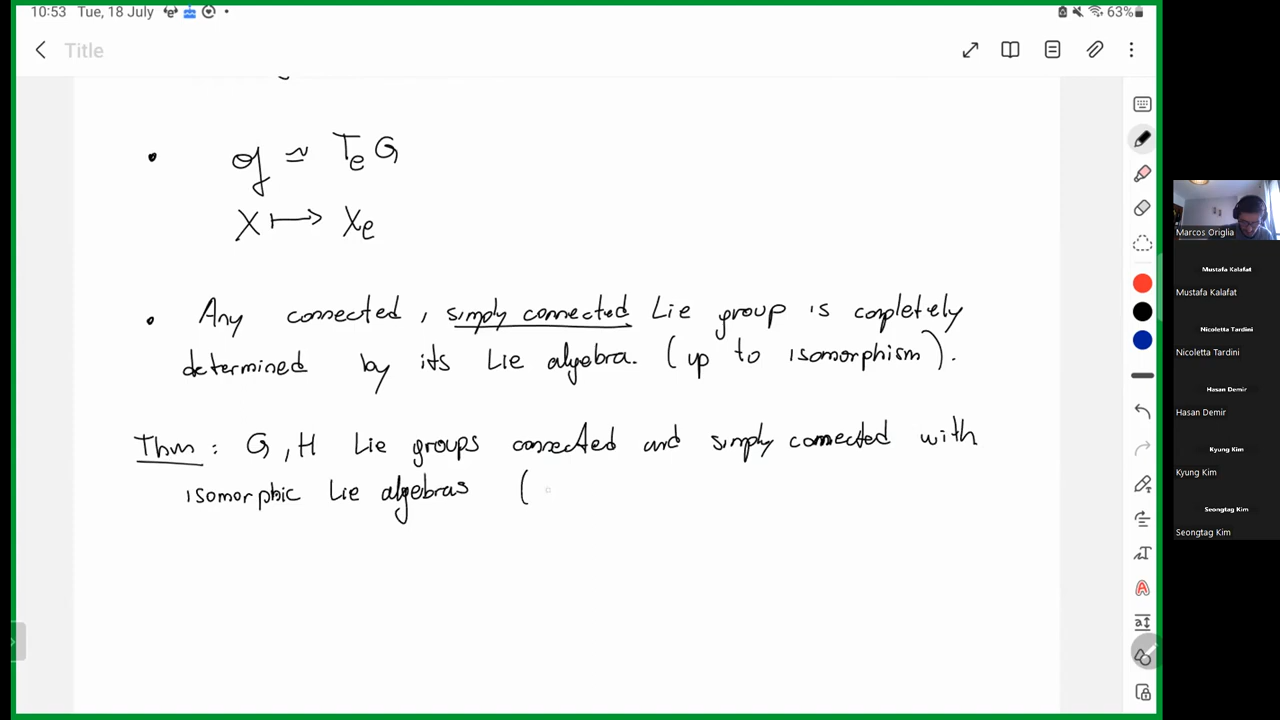 10:53 Tue, 18 July
63%
Title
• 𝔤 ≃ TₑG
X ⟼ Xₑ
• Any connected, simply connected Lie group is completely
determined by its Lie algebra. (up to isomorphism).
Thm: G, H Lie groups connected and simply connected with
isomorphic Lie algebras (
Marcos Origlia
Mustafa Kalafat
Mustafa Kalafat
Nicoletta Tardini
Nicoletta Tardini
Hasan Demir
Hasan Demir
Kyung Kim
Kyung Kim
Seongtag Kim
Seongtag Kim